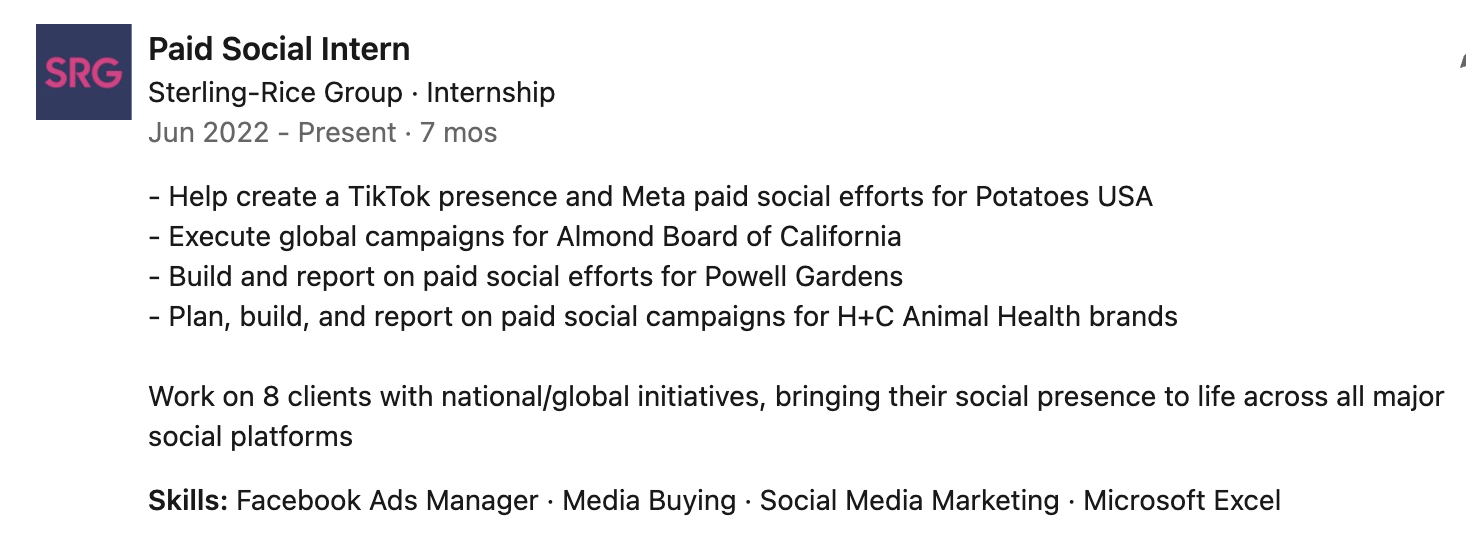 SRG
Paid Social Intern
Sterling-Rice Group · Internship
Jun 2022 - Present · 7 mos
- Help create a TikTok presence and Meta paid social efforts for Potatoes USA
- Execute global campaigns for Almond Board of California
- Build and report on paid social efforts for Powell Gardens
- Plan, build, and report on paid social campaigns for H+C Animal Health brands
Work on 8 clients with national/global initiatives, bringing their social presence to life across all major
social platforms
Skills: Facebook Ads Manager · Media Buying · Social Media Marketing · Microsoft Excel